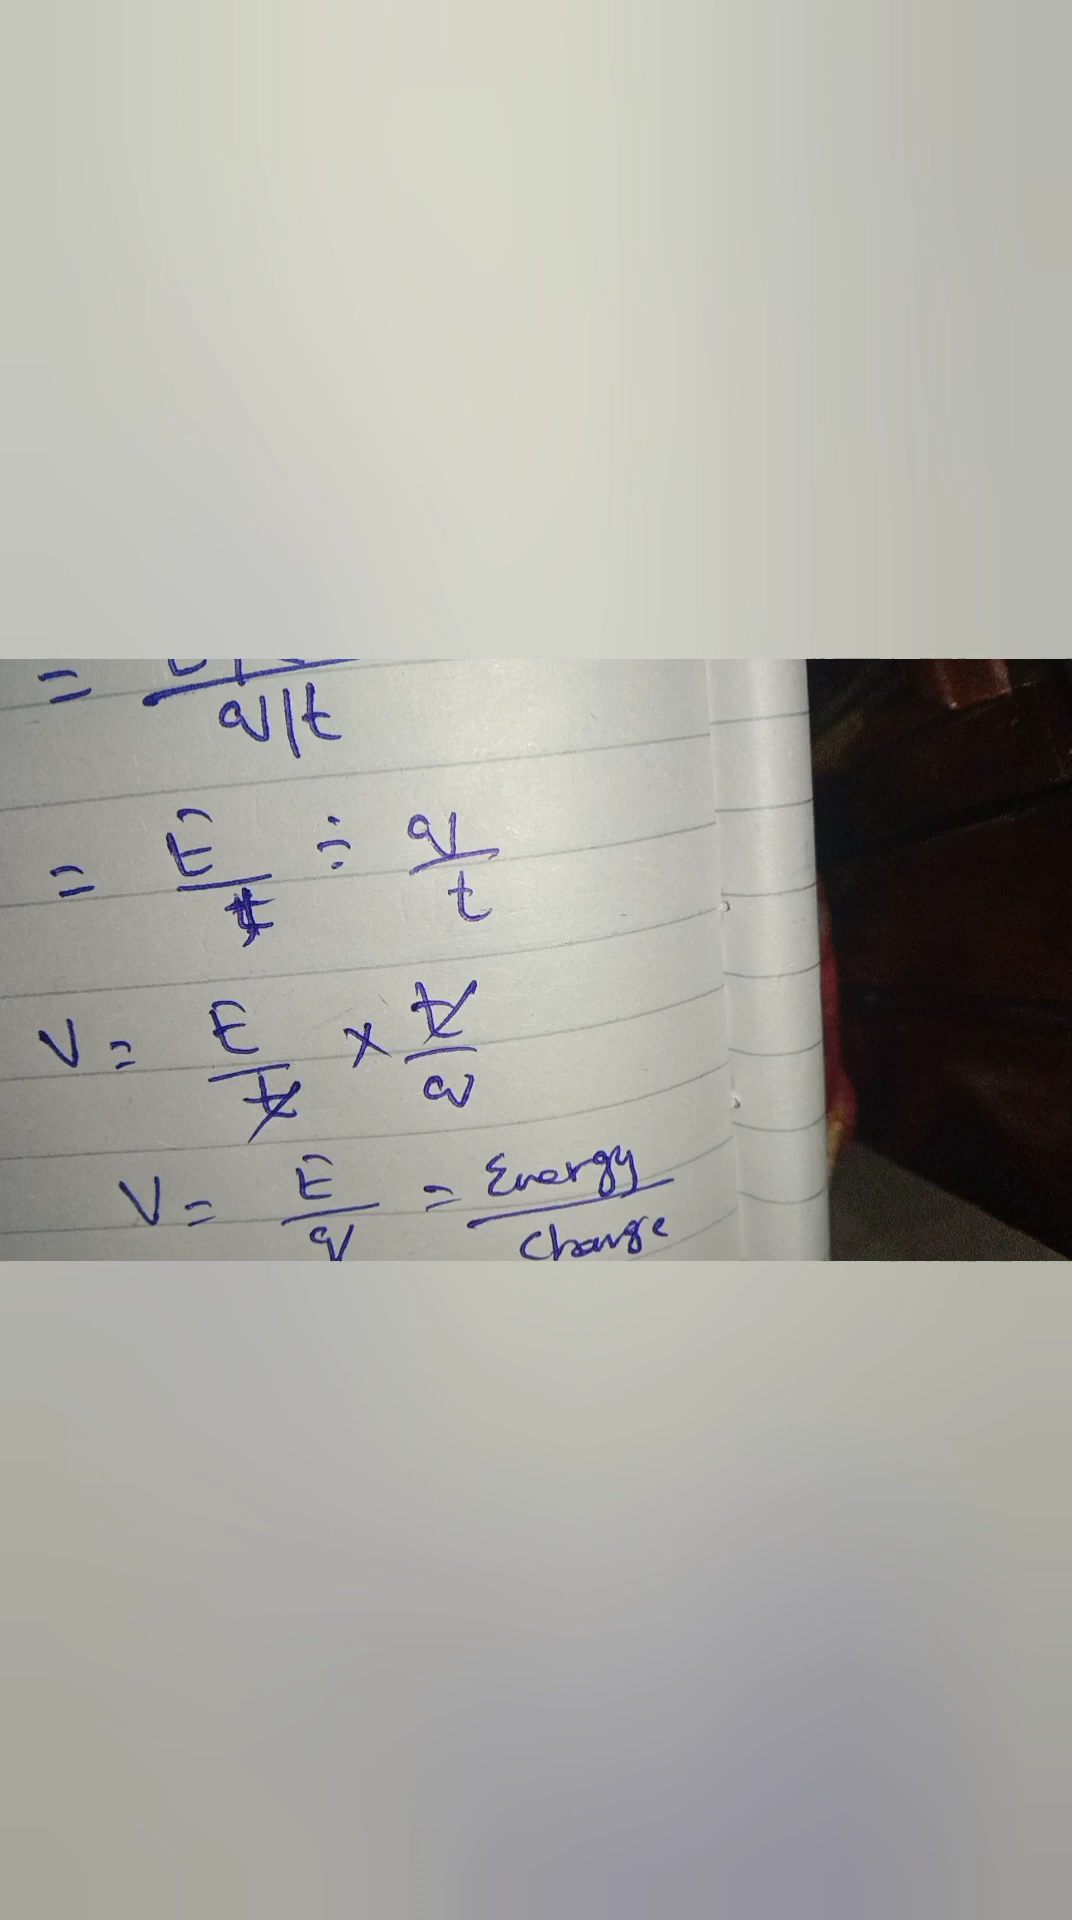 = q/t
= E/t ÷ q/t
V = E/t × t/q
V = E/q = Energy/Charge